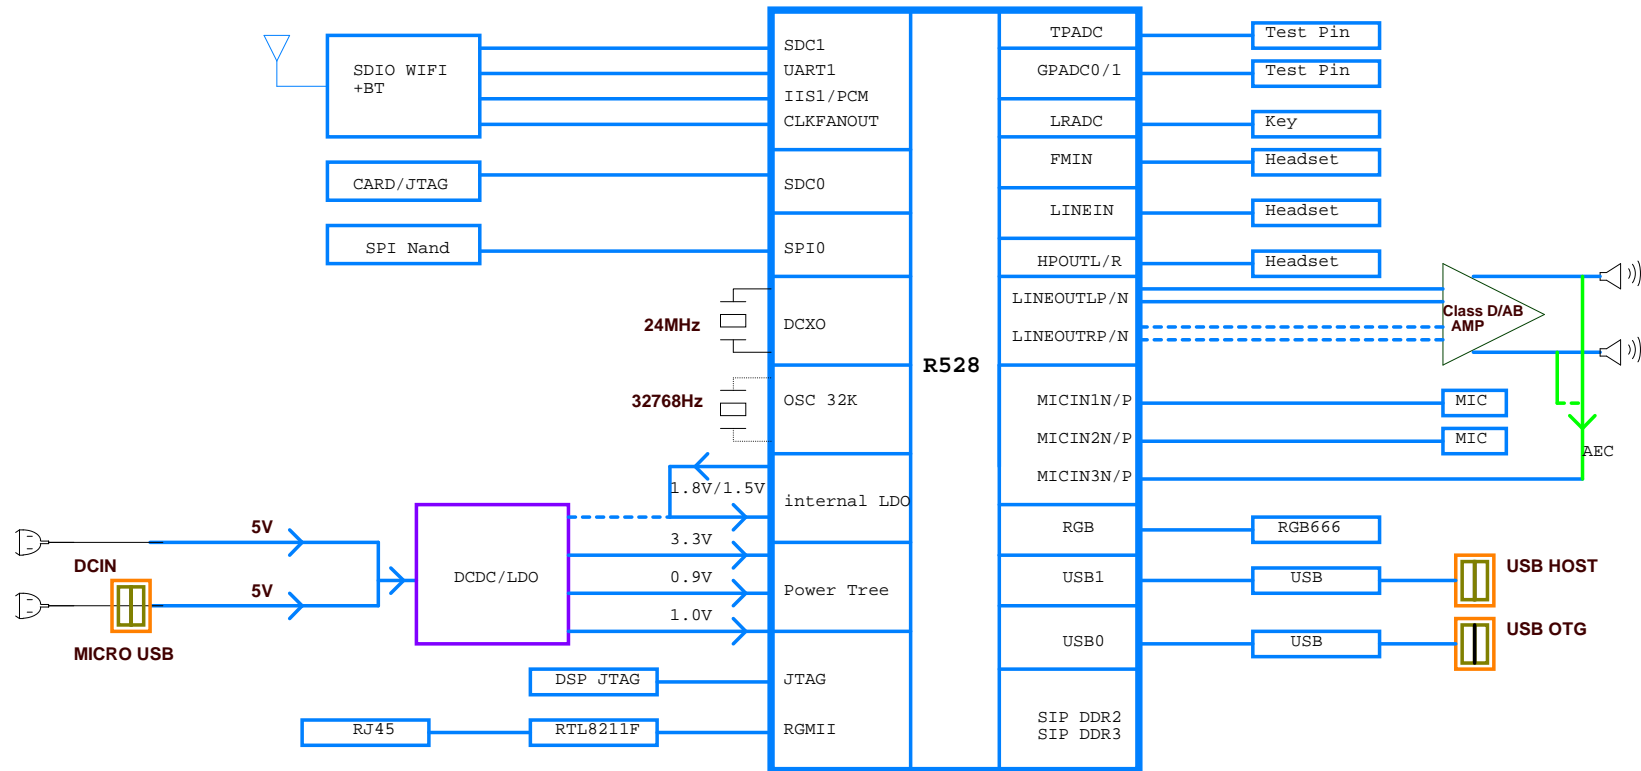 SDIO WIFI
+BT
CARD/JTAG
SPI Nand
24MHz
32768Hz
1.8V/1.5V
5V
DCIN
5V
MICRO USB
DCDC/LDO
3.3V
0.9V
1.0V
DSP JTAG
RJ45
RTL8211F
SDC1
UART1
IIS1/PCM
CLKFANOUT
SDC0
SPI0
DCXO
OSC 32K
internal LDO
Power Tree
JTAG
RGMII
R528
TPADC
GPADC0/1
LRADC
FMIN
LINEIN
HPOUTL/R
LINEOUTLP/N
LINEOUTRP/N
MICIN1N/P
MICIN2N/P
MICIN3N/P
RGB
USB1
USB0
SIP DDR2
SIP DDR3
Test Pin
Test Pin
Key
Headset
Headset
Headset
Class D/AB
AMP
MIC
MIC
AEC
RGB666
USB
USB HOST
USB
USB OTG